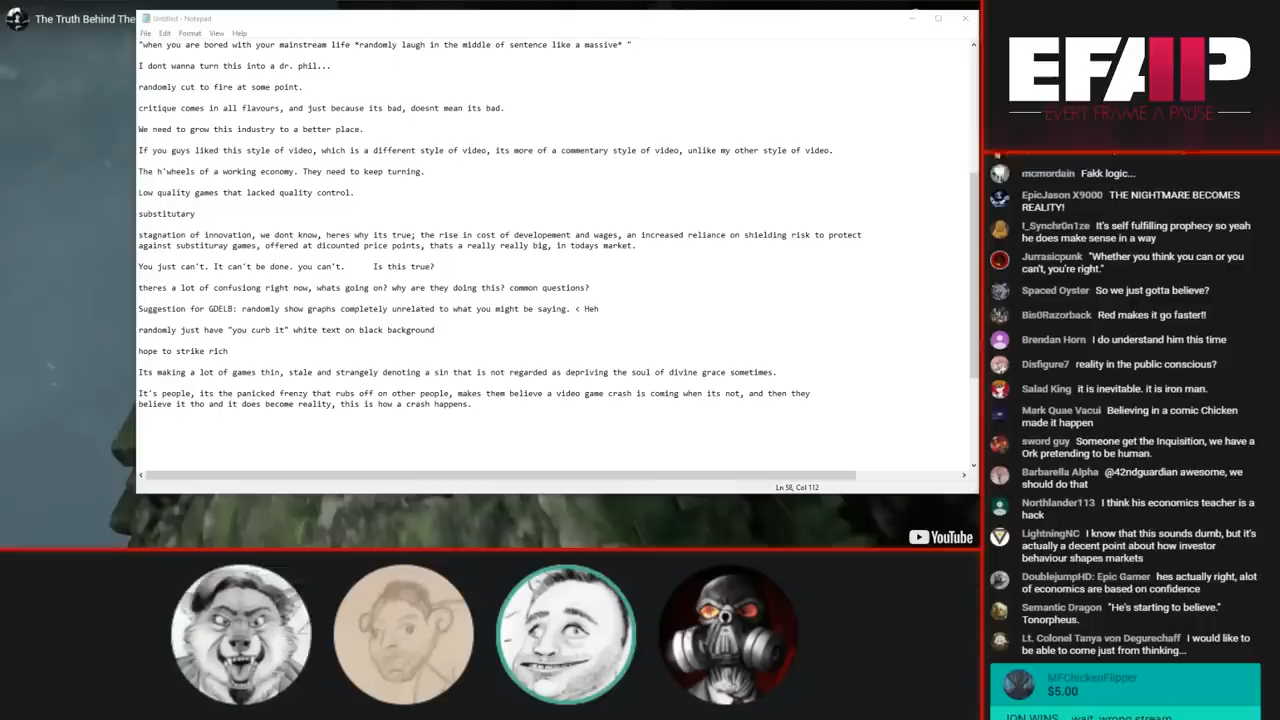 The Truth Behind The
Untitled - Notepad
File Edit Format View Help
"when you are bored with your mainstream life *randomly laugh in the middle of sentence like a massive* "
I dont wanna turn this into a dr. phil...
randomly cut to fire at some point.
critique comes in all flavours, and just because its bad, doesnt mean its bad.
We need to grow this industry to a better place.
If you guys liked this style of video, which is a different style of video, its more of a commentary style of video, unlike my other style of video.
The h'wheels of a working economy. They need to keep turning.
Low quality games that lacked quality control.
substitutary
stagnation of innovation, we dont know, heres why its true; the rise in cost of developement and wages, an increased reliance on shielding risk to protect
against substituray games, offered at dicounted price points, thats a really really big, in todays market.
You just can't. It can't be done. you can't. Is this true?
theres a lot of confusiong right now, whats going on? why are they doing this? common questions?
Suggestion for GDELB: randomly show graphs completely unrelated to what you might be saying. < Heh
randomly just have "you curb it" white text on black background
hope to strike rich
Its making a lot of games thin, stale and strangely denoting a sin that is not regarded as depriving the soul of divine grace sometimes.
It's people, its the panicked frenzy that rubs off on other people, makes them believe a video game crash is coming when its not, and then they
believe it tho and it does become reality, this is how a crash happens.
Ln 58, Col 112
YouTube
EFAP
EVERY FRAME A PAUSE
mcmordain Fakk logic...
EpicJason X9000 THE NIGHTMARE BECOMES
REALITY!
t_Synchr0n1ze It's self fulfilling prophecy so yeah
he does make sense in a way
Jurrasicpunk "Whether you think you can or you
can't, you're right."
Spaced Oyster So we just gotta believe?
Bis0Razorback Red makes it go faster!!
Brendan Horn I do understand him this time
Disfigure7 reality in the public conscious?
Salad King it is inevitable. it is iron man.
Mark Quae Vacui Believing in a comic Chicken
made it happen
sword guy Someone get the Inquisition, we have a
Ork pretending to be human.
Barbarella Alpha @42ndguardian awesome, we
should do that
Northlander113 I think his economics teacher is a
hack
LightningNC I know that this sounds dumb, but it's
actually a decent point about how investor
behaviour shapes markets
DoublejumpHD: Epic Gamer hes actually right, alot
of economics are based on confidence
Semantic Dragon "He's starting to believe."
Tonorpheus.
Lt. Colonel Tanya von Degurechaff I would like to
be able to come just from thinking...
MFChickenFlipper
$5.00
JON WINS... wait, wrong stream